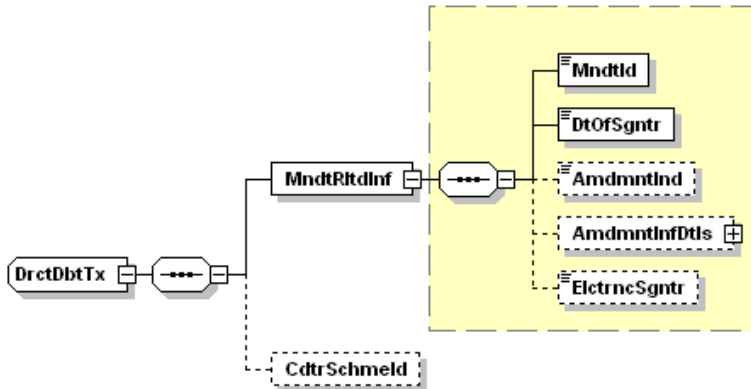 MndtId
DtOfSgntr
MndtRltdInf
AmdmntInd
AmdmntInfDtls
DrctDbtTx
ElctrncSgntr
CdtrSchmeId